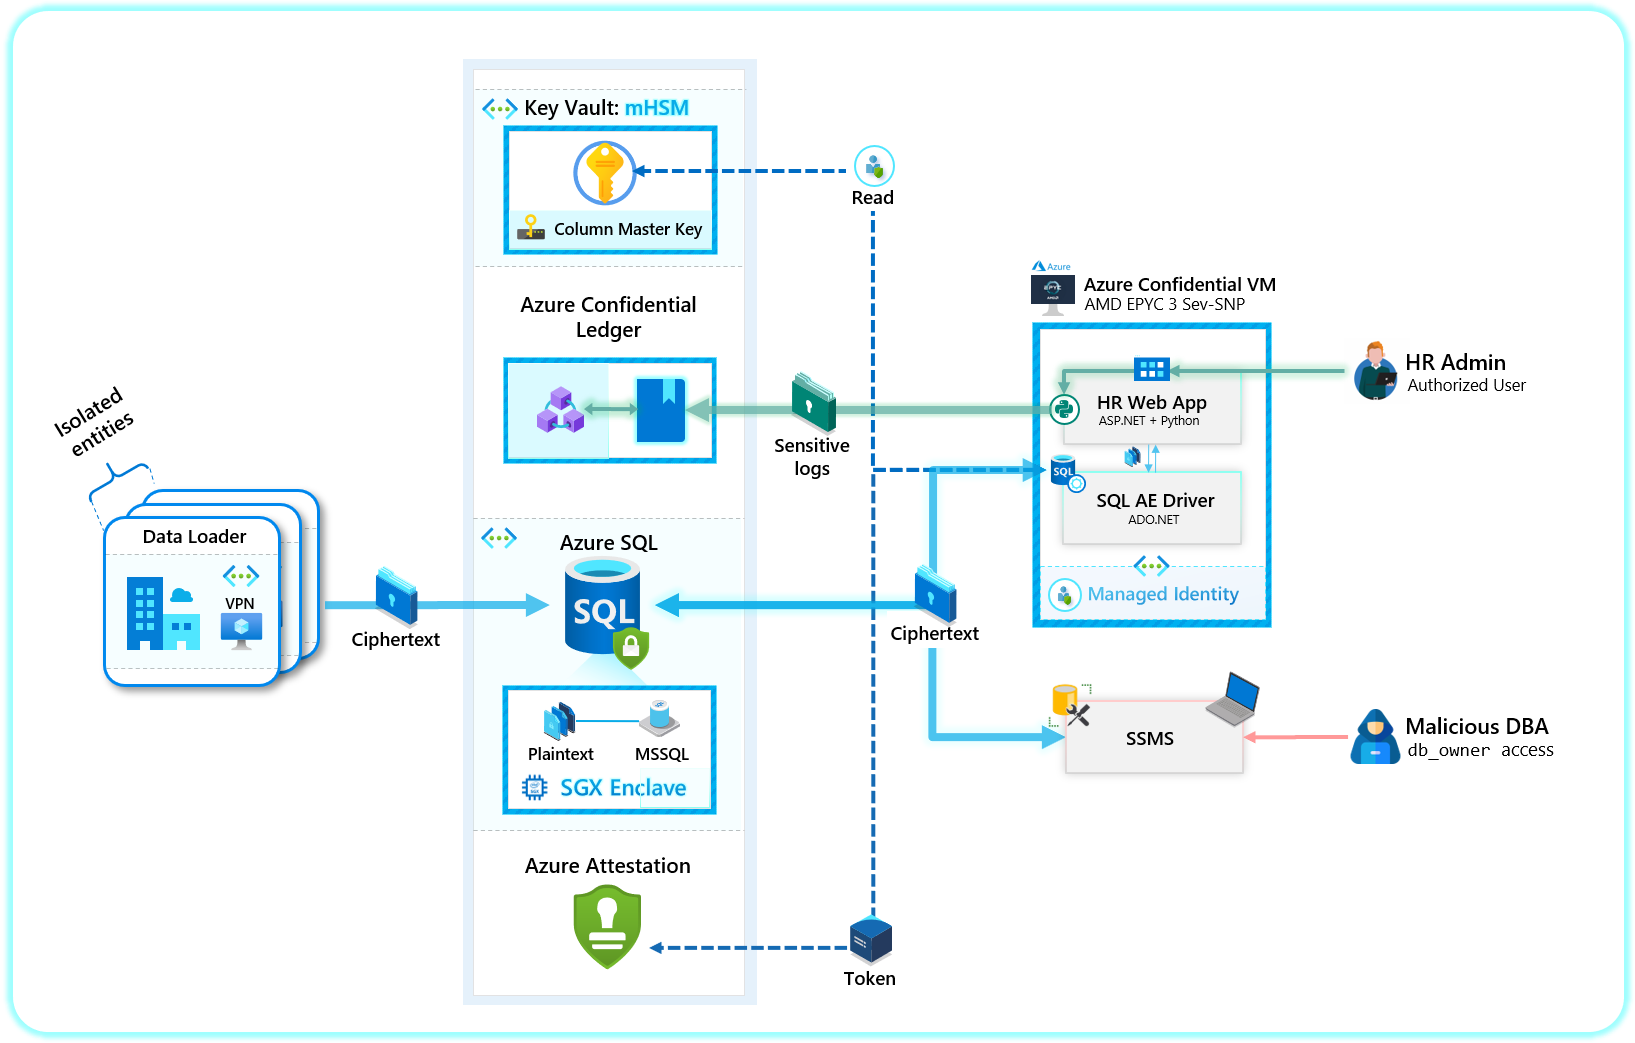 Key Vault: mHSM
Column Master Key
Read
Azure Confidential
Ledger
Azure
Azure Confidential VM
AMD EPYC 3 Sev-SNP
HR Web App
ASP.NET + Python
HR Admin
Authorized User
Sensitive
logs
SQL
SQL AE Driver
ADO.NET
Managed Identity
Isolated
entities
Data Loader
VPN
Ciphertext
Azure SQL
SQL
Ciphertext
Plaintext
MSSQL
SGX Enclave
SSMS
Malicious DBA
db_owner access
Azure Attestation
Token